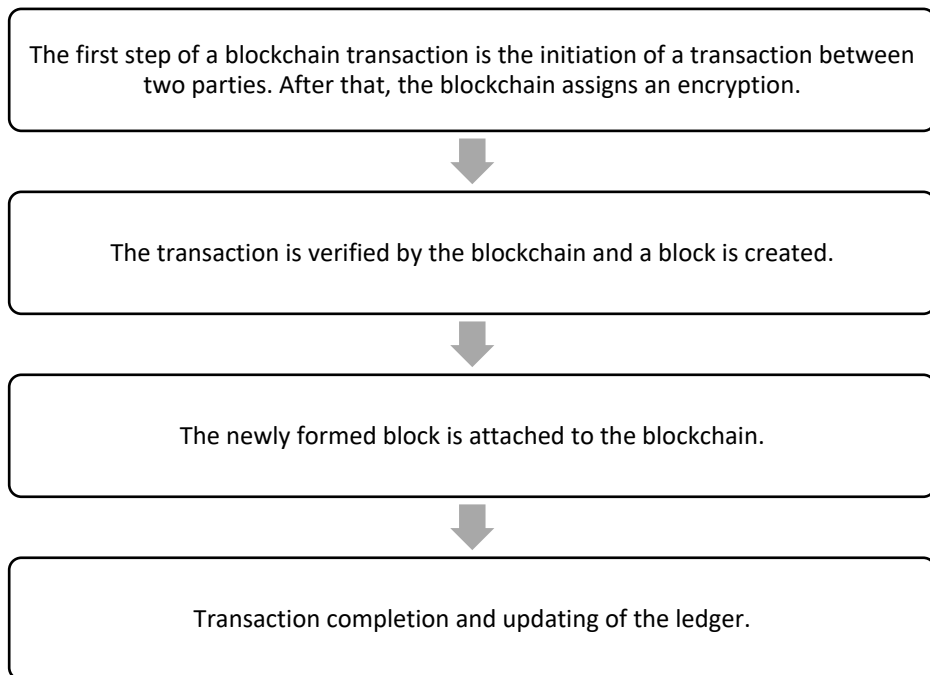 The first step of a blockchain transaction is the initiation of a transaction between
two parties. After that, the blockchain assigns an encryption.
The transaction is verified by the blockchain and a block is created.
The newly formed block is attached to the blockchain.
Transaction completion and updating of the ledger.